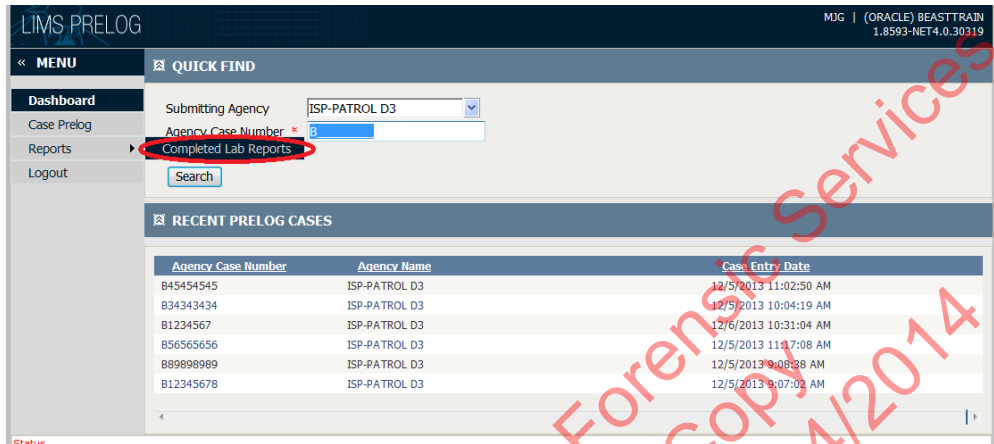 LIMS PRELOG
MJG | (ORACLE) BEASTTRAIN
1.8593-NET4.0.30319
« MENU
Dashboard
Case Prelog
Reports
Logout
QUICK FIND
Submitting Agency ISP-PATROL D3
Agency Case Number * B
Completed Lab Reports
Search
RECENT PRELOG CASES
Agency Case Number Agency Name Case Entry Date
B45454545 ISP-PATROL D3 12/5/2013 11:02:50 AM
B34343434 ISP-PATROL D3 12/5/2013 10:04:19 AM
B1234567 ISP-PATROL D3 12/6/2013 10:31:04 AM
B56565656 ISP-PATROL D3 12/5/2013 11:17:08 AM
B89898989 ISP-PATROL D3 12/5/2013 9:08:38 AM
B12345678 ISP-PATROL D3 12/5/2013 9:07:02 AM
Status
Forensic Services
Copy
4/2014